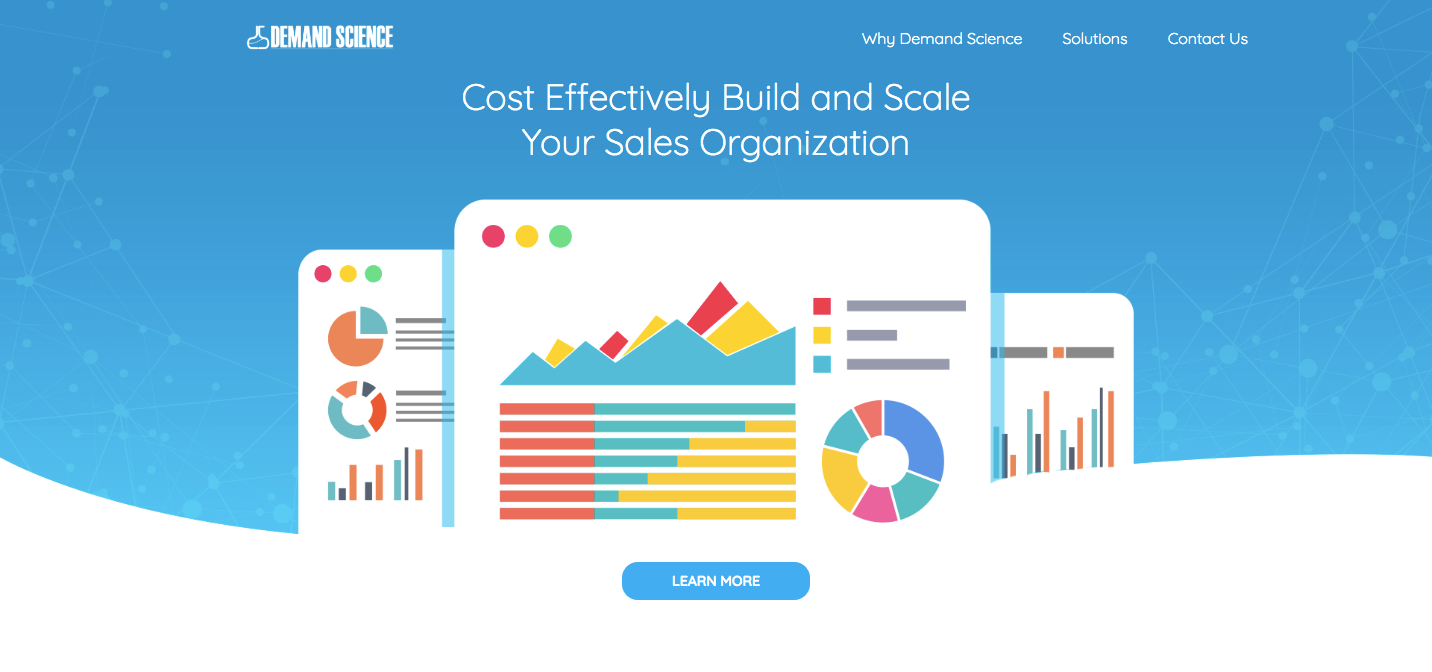 DEMAND SCIENCE
Why Demand Science
Solutions
Contact Us
Cost Effectively Build and Scale
Your Sales Organization
LEARN MORE